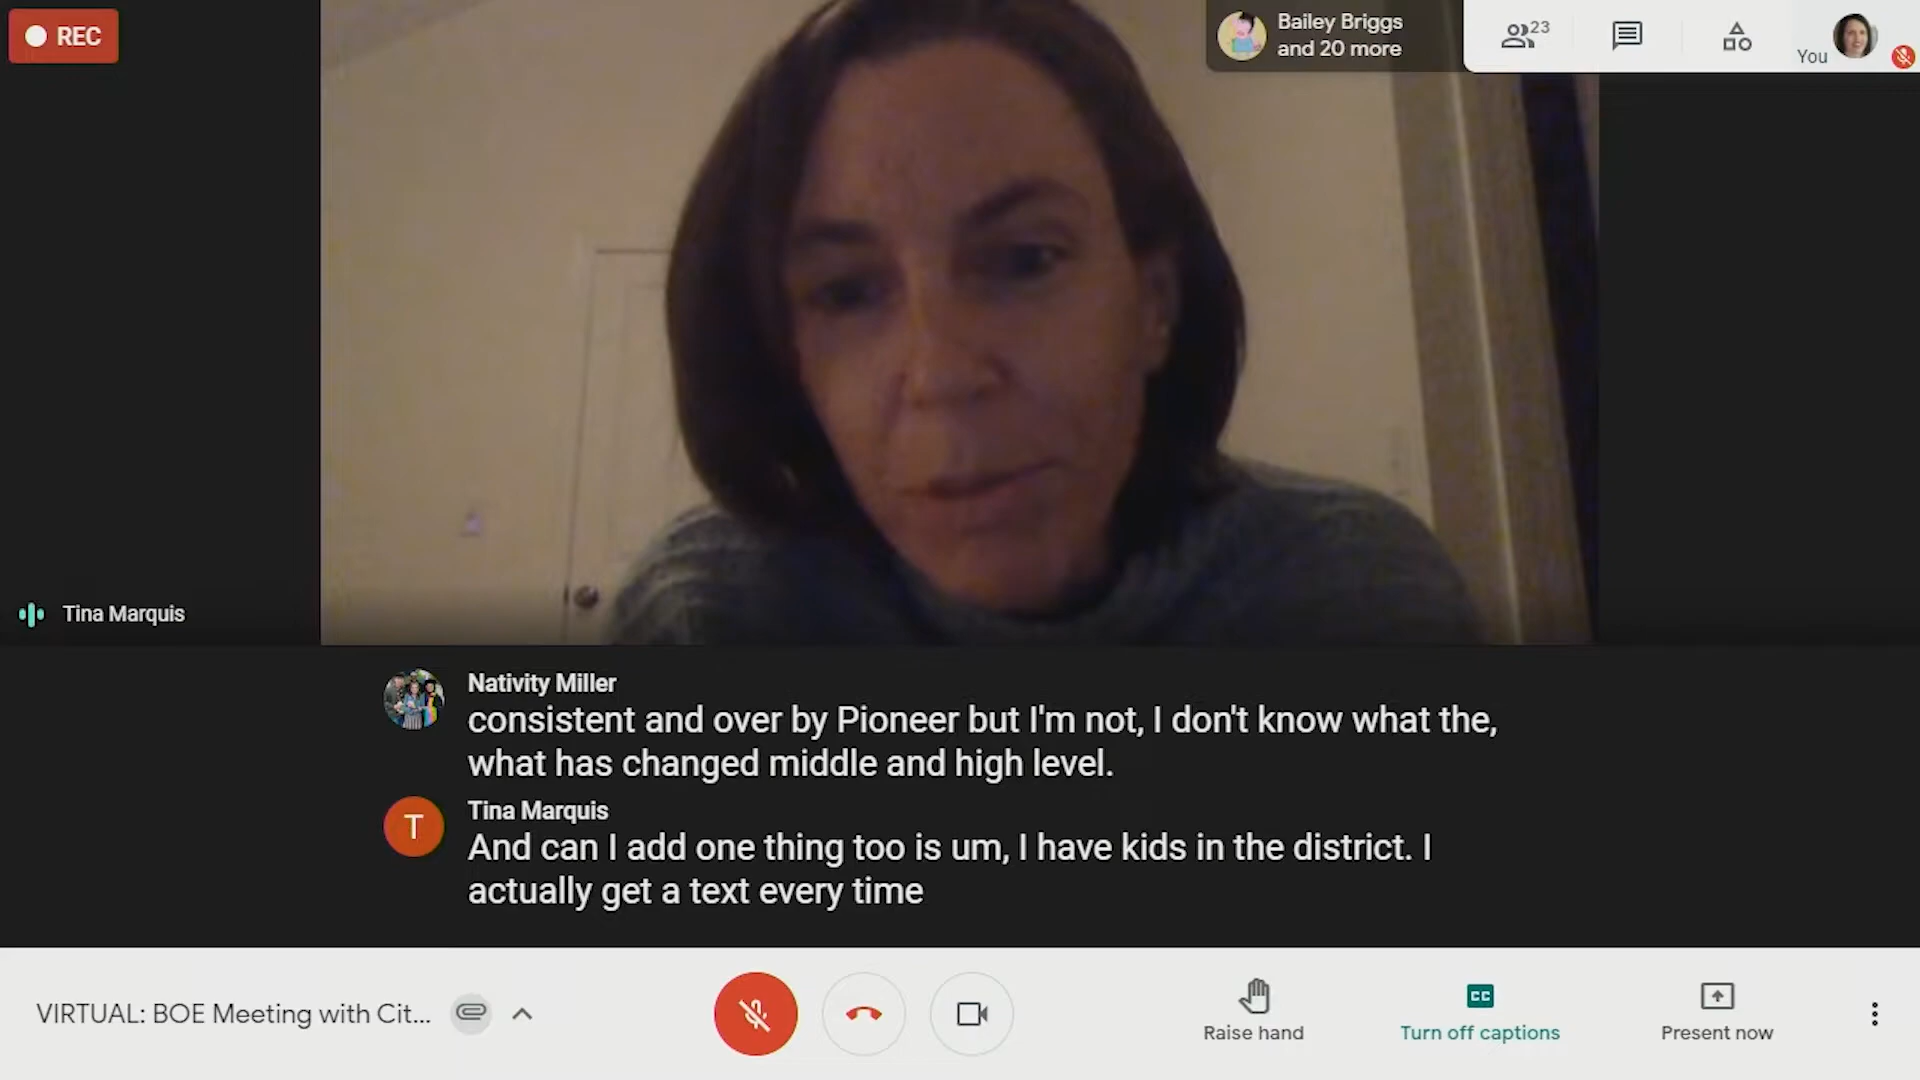 REC
Bailey Briggs
and 20 more
23
You
Tina Marquis
Nativity Miller
consistent and over by Pioneer but I'm not, I don't know what the,
what has changed middle and high level.
T
Tina Marquis
And can I add one thing too is um, I have kids in the district. I
actually get a text every time
VIRTUAL: BOE Meeting with Cit...
Raise hand
CC
Turn off captions
Present now